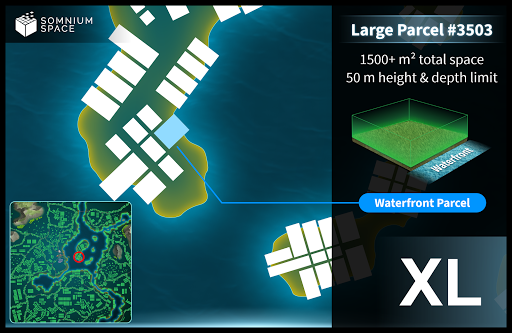 SOMNIUM
SPACE
Large Parcel #3503
1500+ m² total space
50 m height & depth limit
Waterfront
Waterfront Parcel
XL